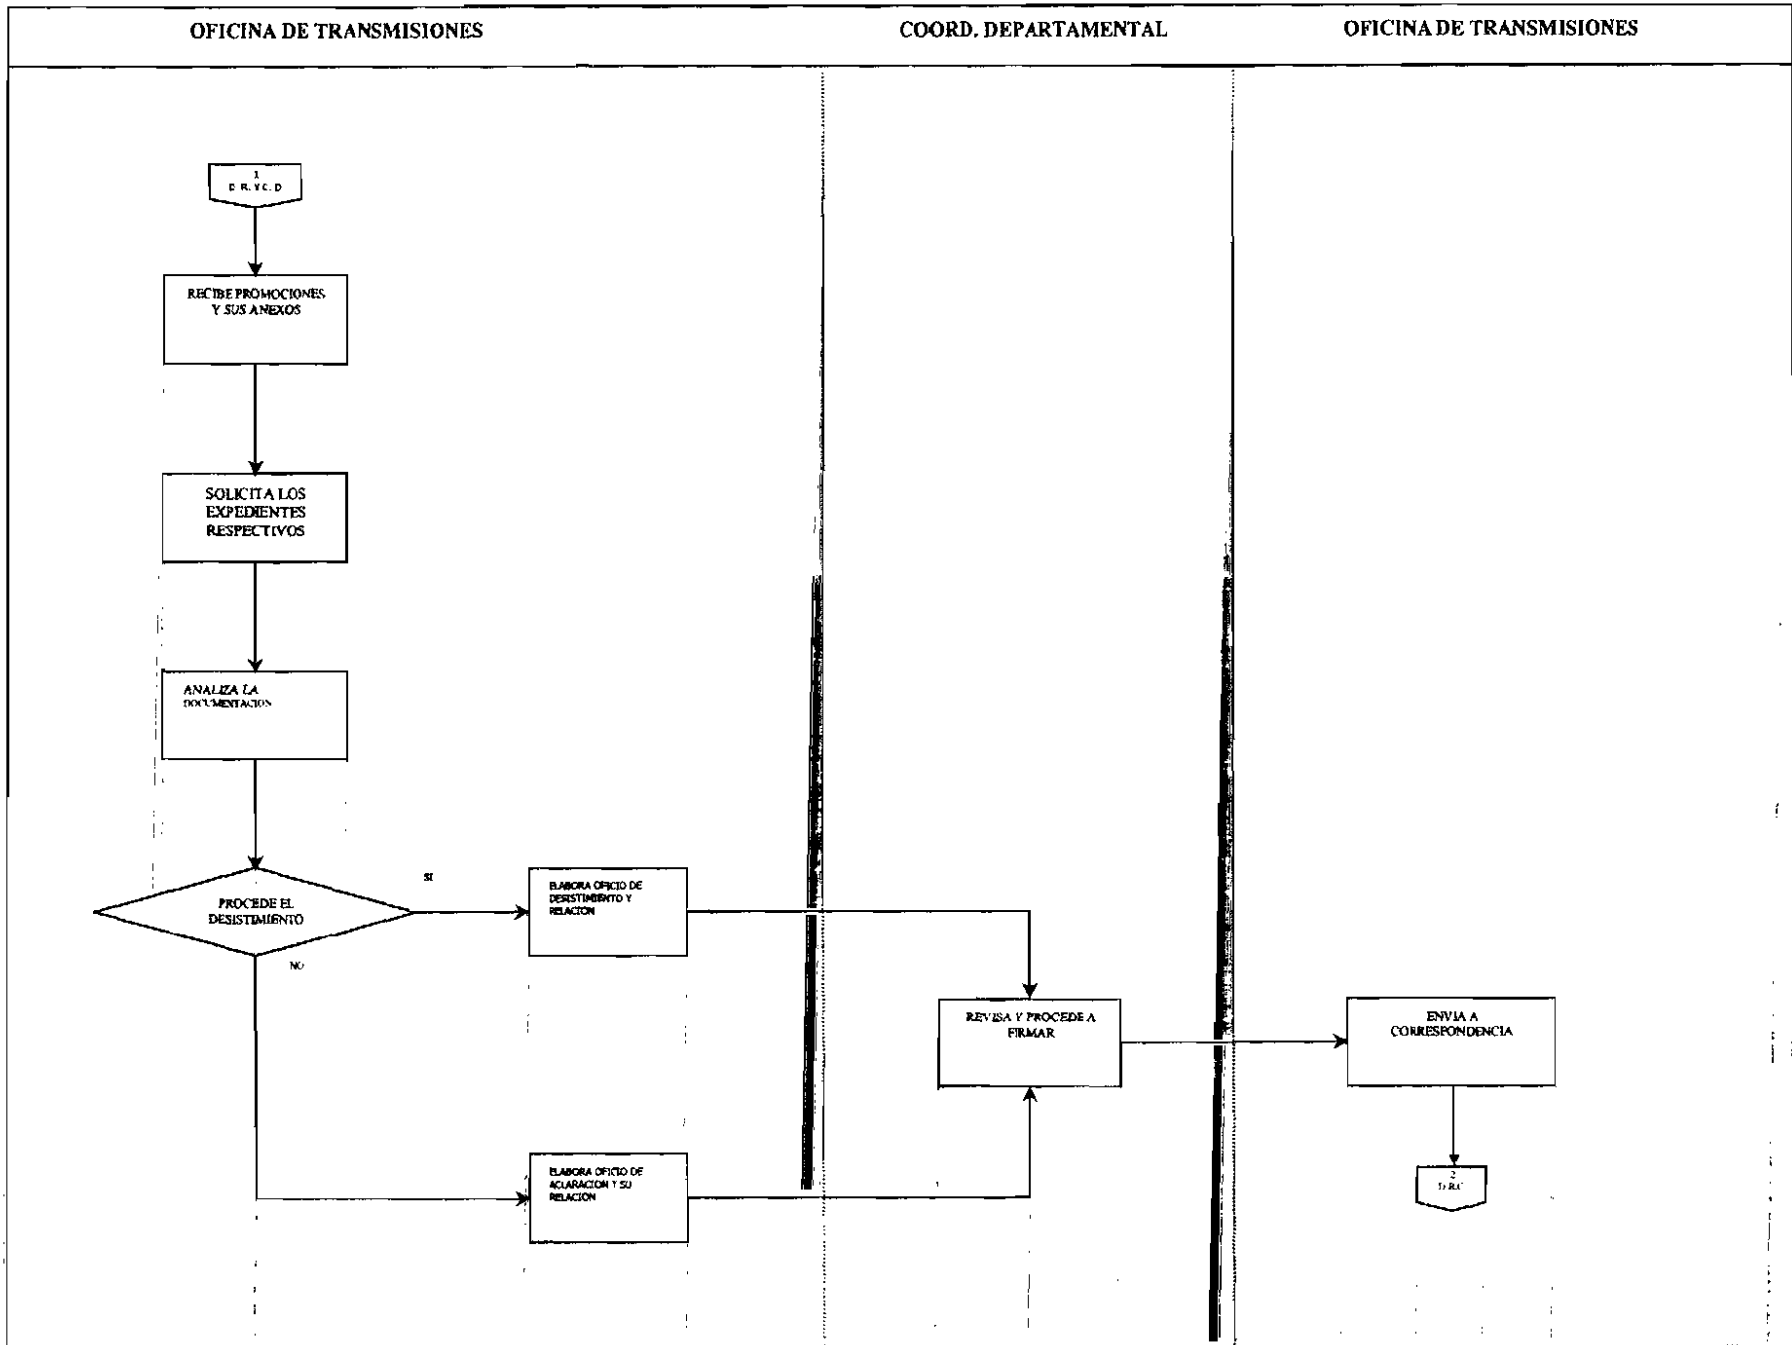 OFICINA DE TRANSMISIONES
COORD. DEPARTAMENTAL
OFICINA DE TRANSMISIONES
1
D. R. Y C. D
RECIBE PROMOCIONES
Y SUS ANEXOS
SOLICITA LOS
EXPEDIENTES
RESPECTIVOS
ANALIZA LA
DOCUMENTACION
PROCEDE EL
DESISTIMIENTO
SI
NO
ELABORA OFICIO DE
DESISTIMIENTO Y
RELACION
ELABORA OFICIO DE
ACLARACION Y SU
RELACION
REVISA Y PROCEDE A
FIRMAR
ENVIA A
CORRESPONDENCIA
2
D.R.C